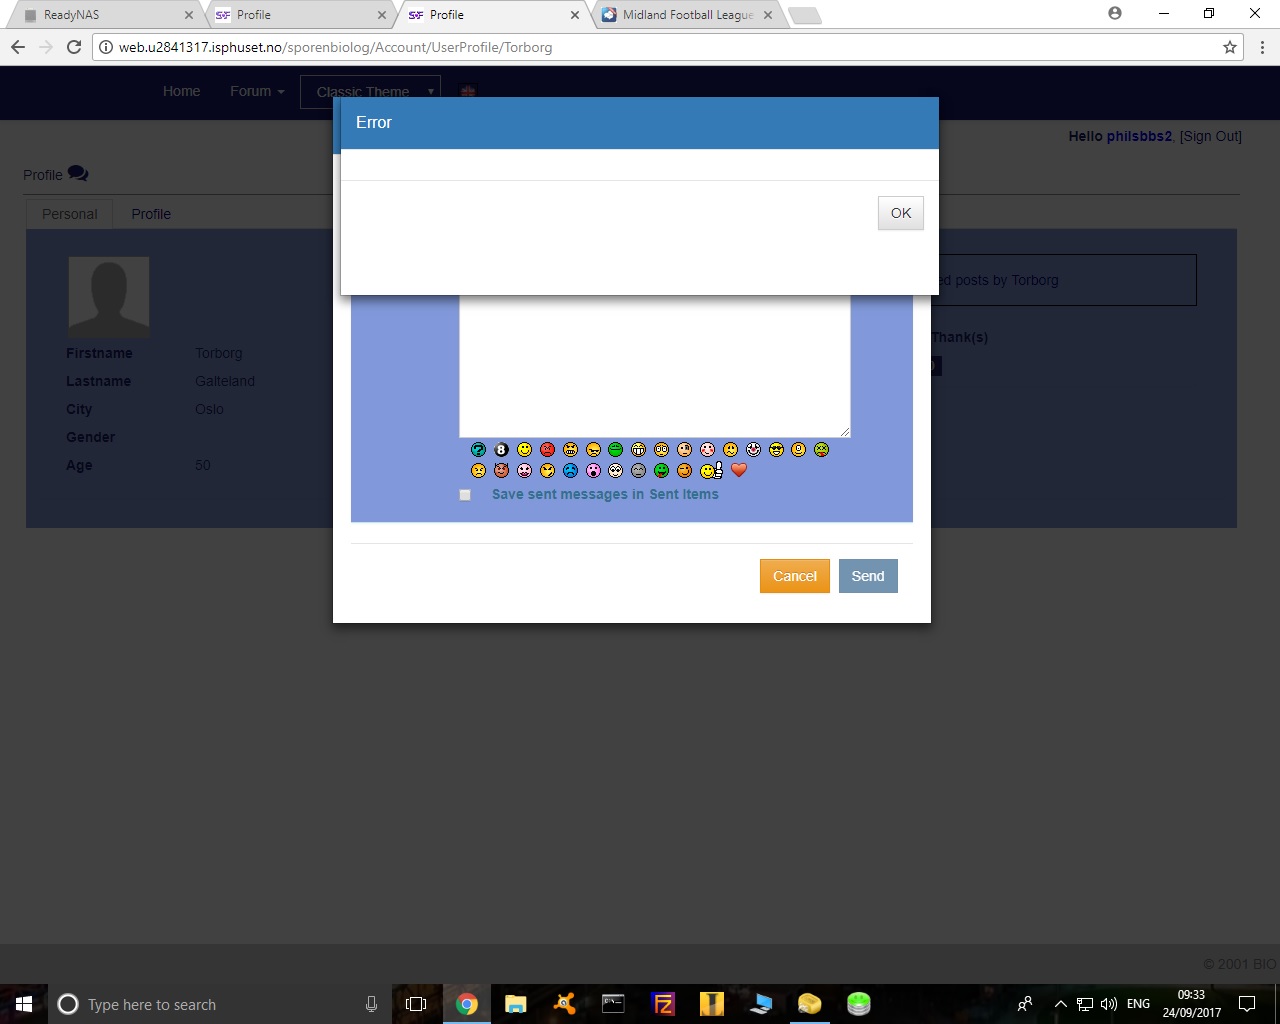 ReadyNAS
Profile
Profile
Midland Football League
web.u2841317.isphuset.no/sporenbiolog/Account/UserProfile/Torborg
Home
Forum
Classic Theme
Error
Hello philsbbs2, [Sign Out]
Profile
Personal
Profile
OK
ed posts by Torborg
Thank(s)
Firstname Torborg
Lastname Galteland
City Oslo
Gender
Age 50
Save sent messages in Sent Items
Cancel
Send
© 2001 BIO
Type here to search
ENG
09:33
24/09/2017